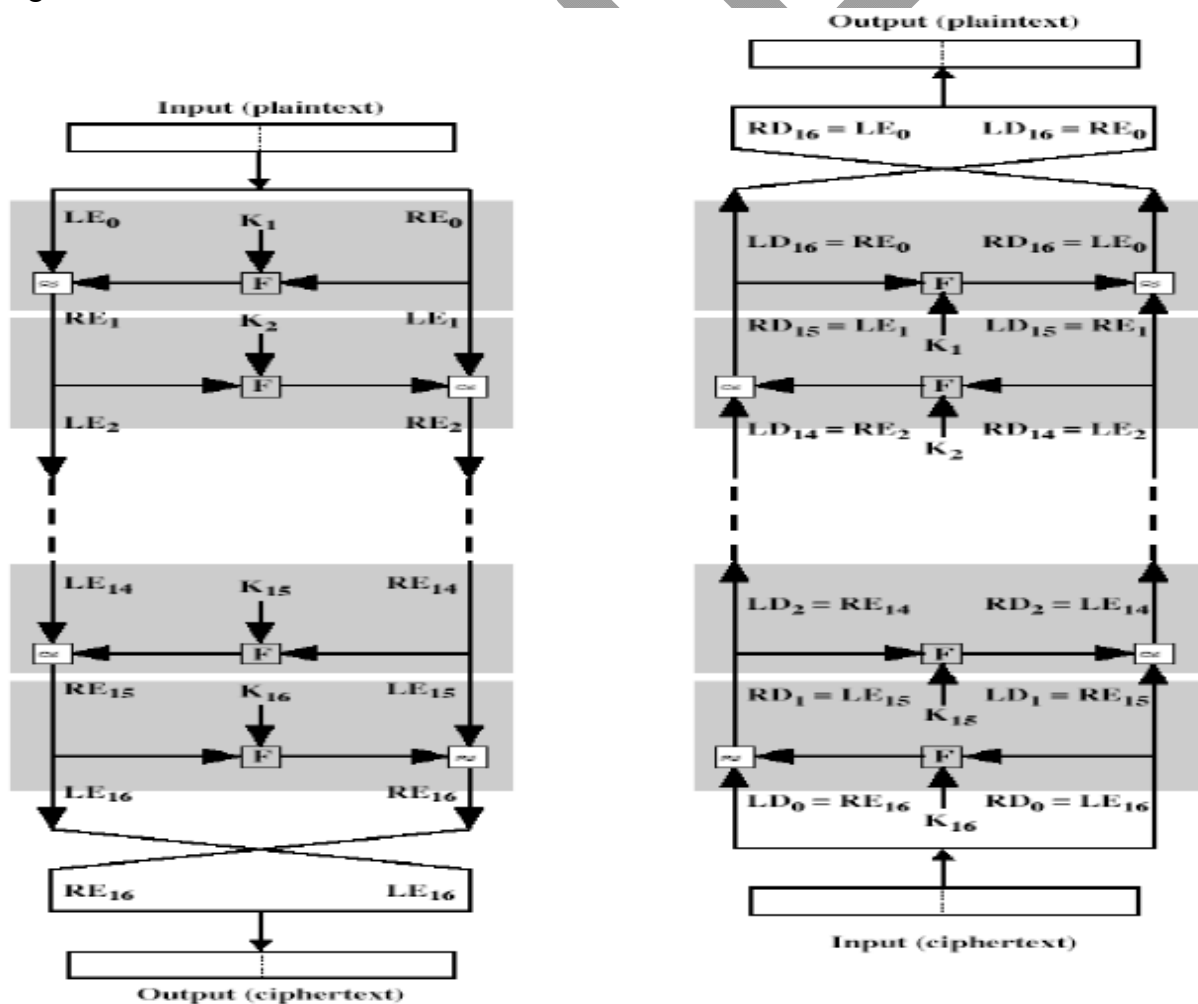 Input (plaintext)
LE₀ K₁ RE₀
F
RE₁ K₂ LE₁
F
LE₂ RE₂
LE₁₄ K₁₅ RE₁₄
F
RE₁₅ K₁₆ LE₁₅
F
LE₁₆ RE₁₆
RE₁₆ LE₁₆
Output (ciphertext)
Output (plaintext)
RD₁₆ = LE₀ LD₁₆ = RE₀
LD₁₆ = RE₀ RD₁₆ = LE₀
F
RD₁₅ = LE₁ LD₁₅ = RE₁
K₁
F
LD₁₄ = RE₂ RD₁₄ = LE₂
K₂
LD₂ = RE₁₄ RD₂ = LE₁₄
F
RD₁ = LE₁₅ LD₁ = RE₁₅
K₁₅
F
LD₀ = RE₁₆ RD₀ = LE₁₆
K₁₆
Input (ciphertext)